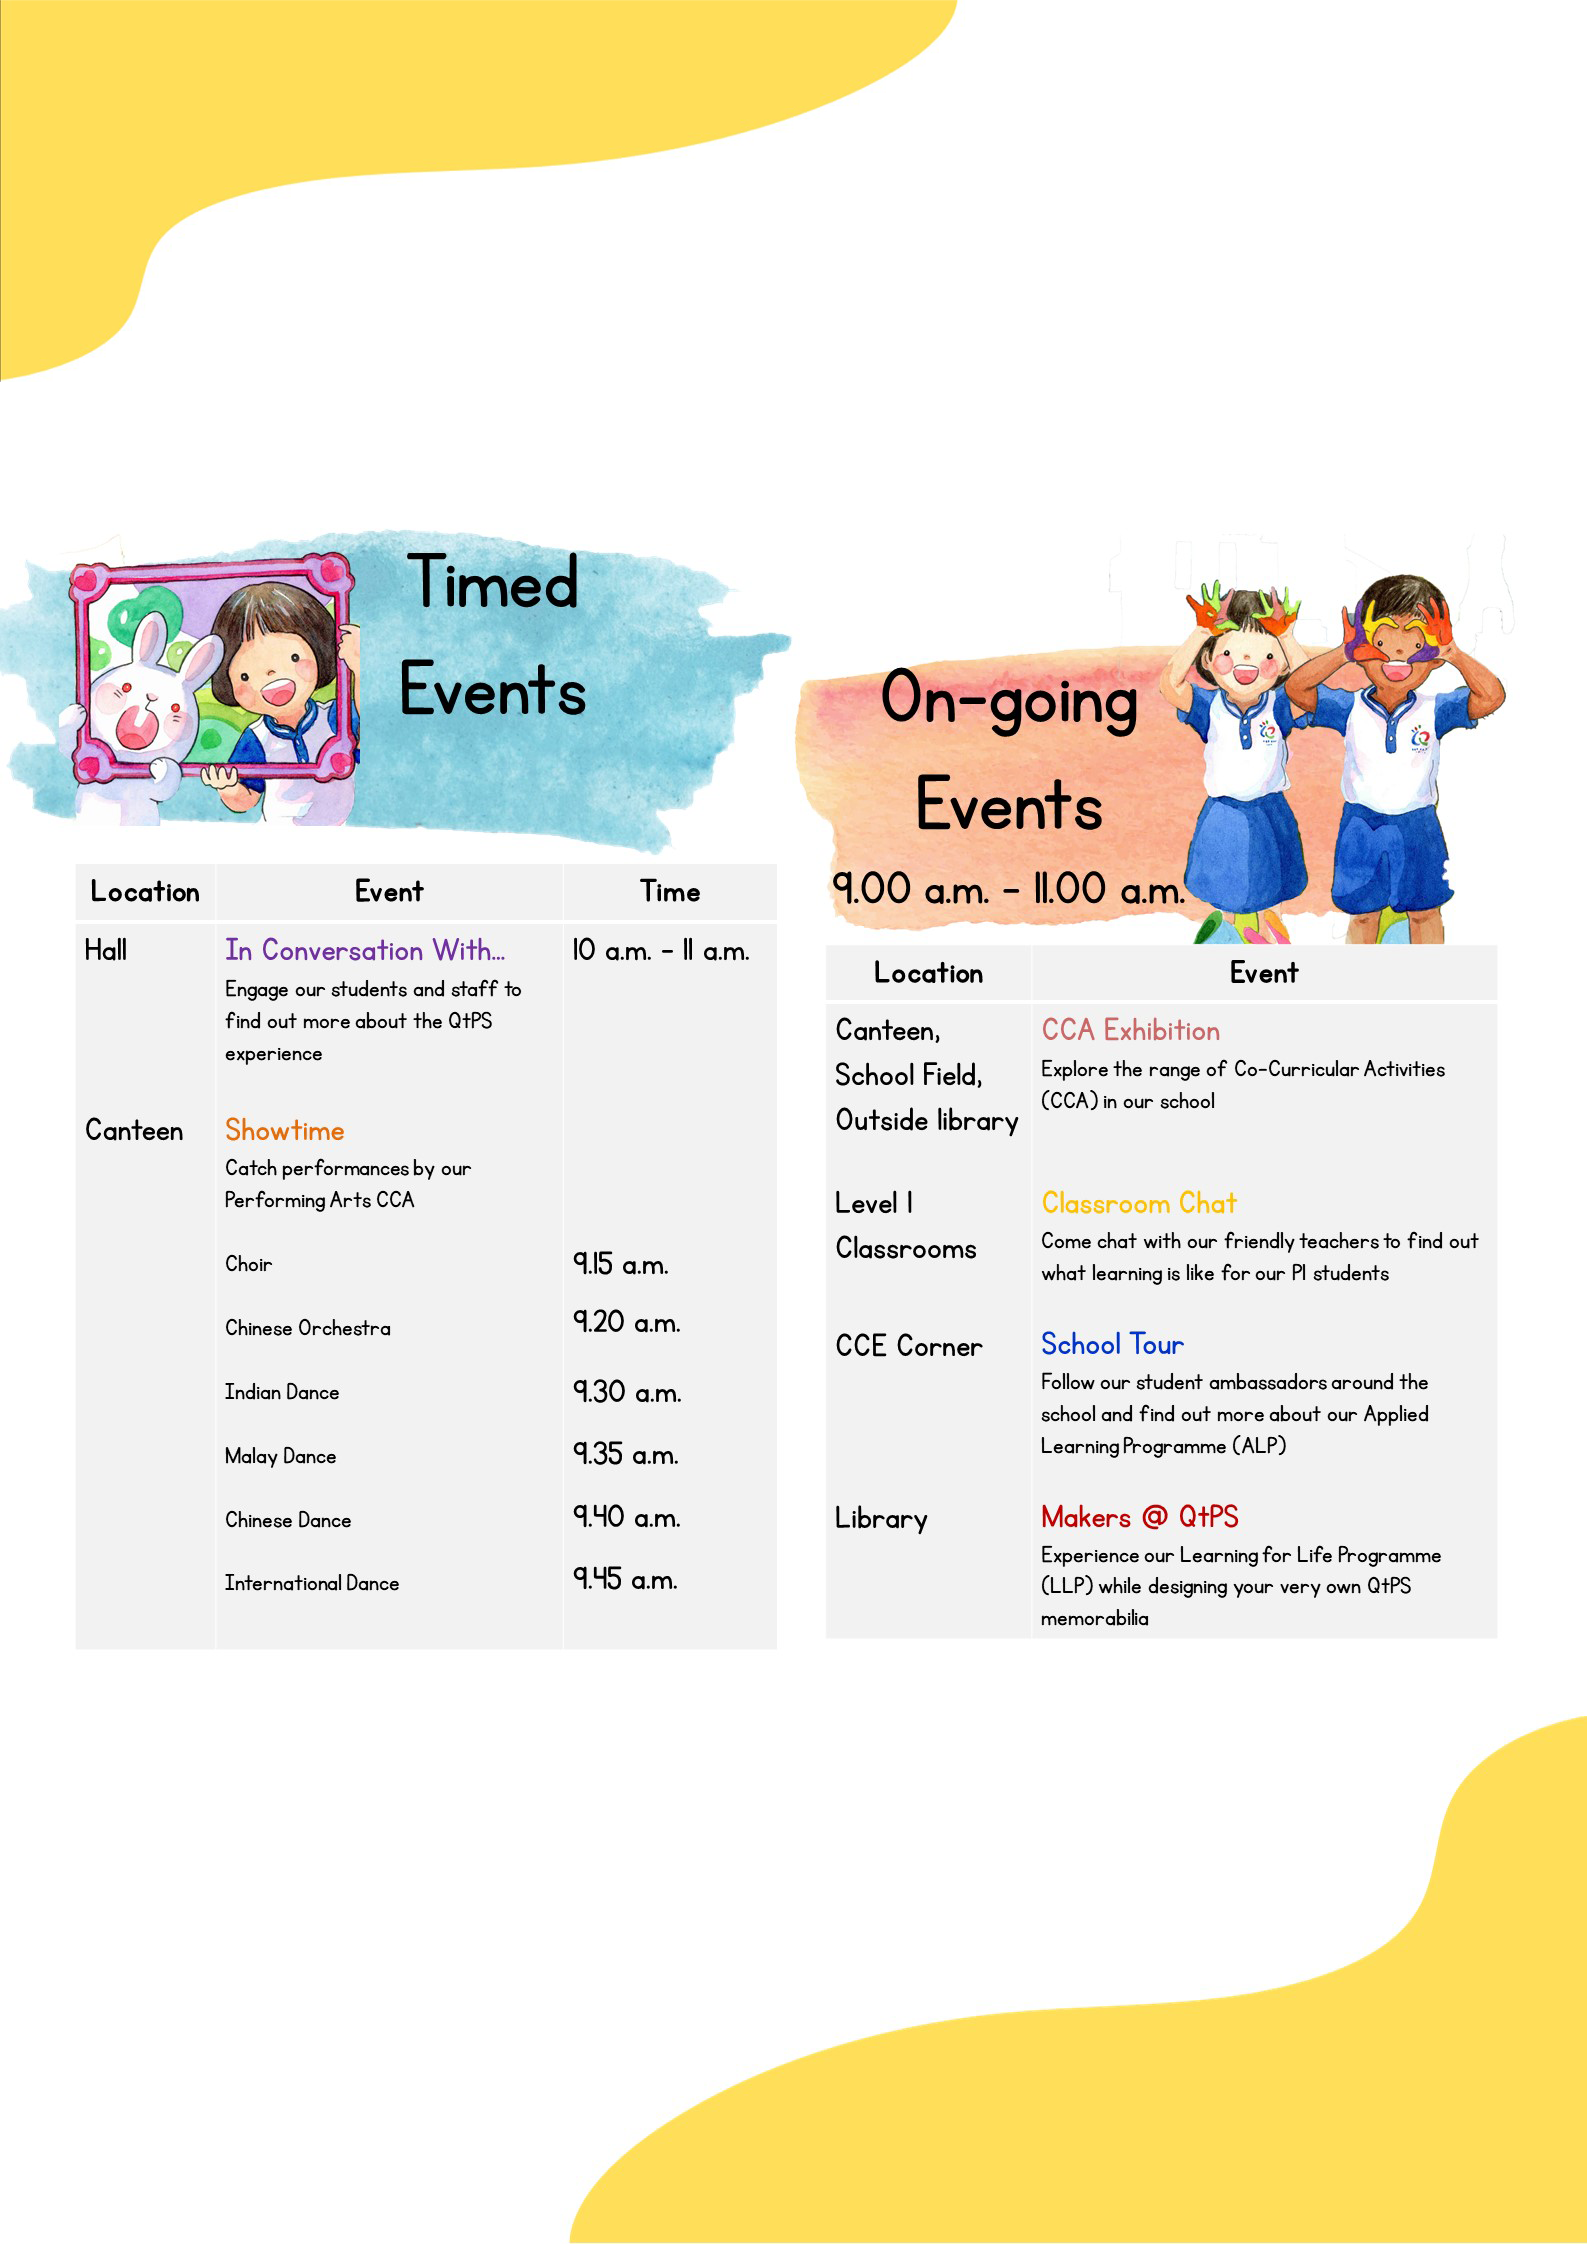 Timed
Events
Location Event Time
Hall In Conversation With... 10 a.m. - 11 a.m.
Engage our students and staff to
find out more about the QtPS
experience
Canteen Showtime
Catch performances by our
Performing Arts CCA
Choir 9.15 a.m.
Chinese Orchestra 9.20 a.m.
Indian Dance 9.30 a.m.
Malay Dance 9.35 a.m.
Chinese Dance 9.40 a.m.
International Dance 9.45 a.m.
On-going
Events
9.00 a.m. - 11.00 a.m.
Location Event
Canteen, CCA Exhibition
School Field, Explore the range of Co-Curricular Activities
Outside library (CCA) in our school
Level 1 Classroom Chat
Classrooms Come chat with our friendly teachers to find out
what learning is like for our P1 students
CCE Corner School Tour
Follow our student ambassadors around the
school and find out more about our Applied
Learning Programme (ALP)
Library Makers @ QtPS
Experience our Learning for Life Programme
(LLP) while designing your very own QtPS
memorabilia